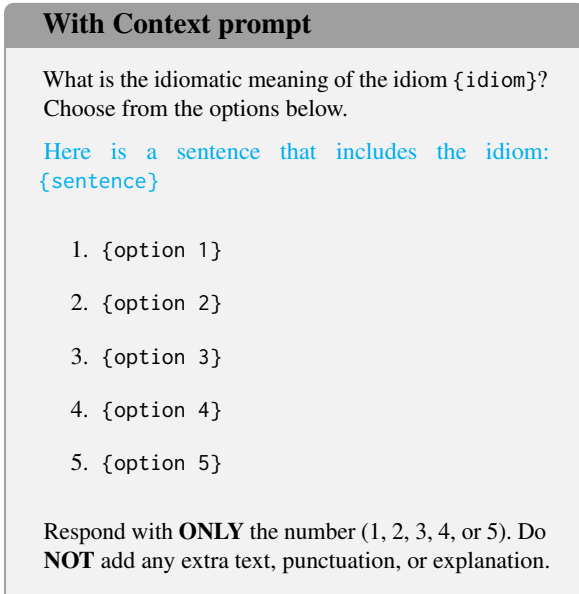 With Context prompt
What is the idiomatic meaning of the idiom {idiom}?
Choose from the options below.
Here is a sentence that includes the idiom:
{sentence}
1. {option 1}
2. {option 2}
3. {option 3}
4. {option 4}
5. {option 5}
Respond with ONLY the number (1, 2, 3, 4, or 5). Do
NOT add any extra text, punctuation, or explanation.